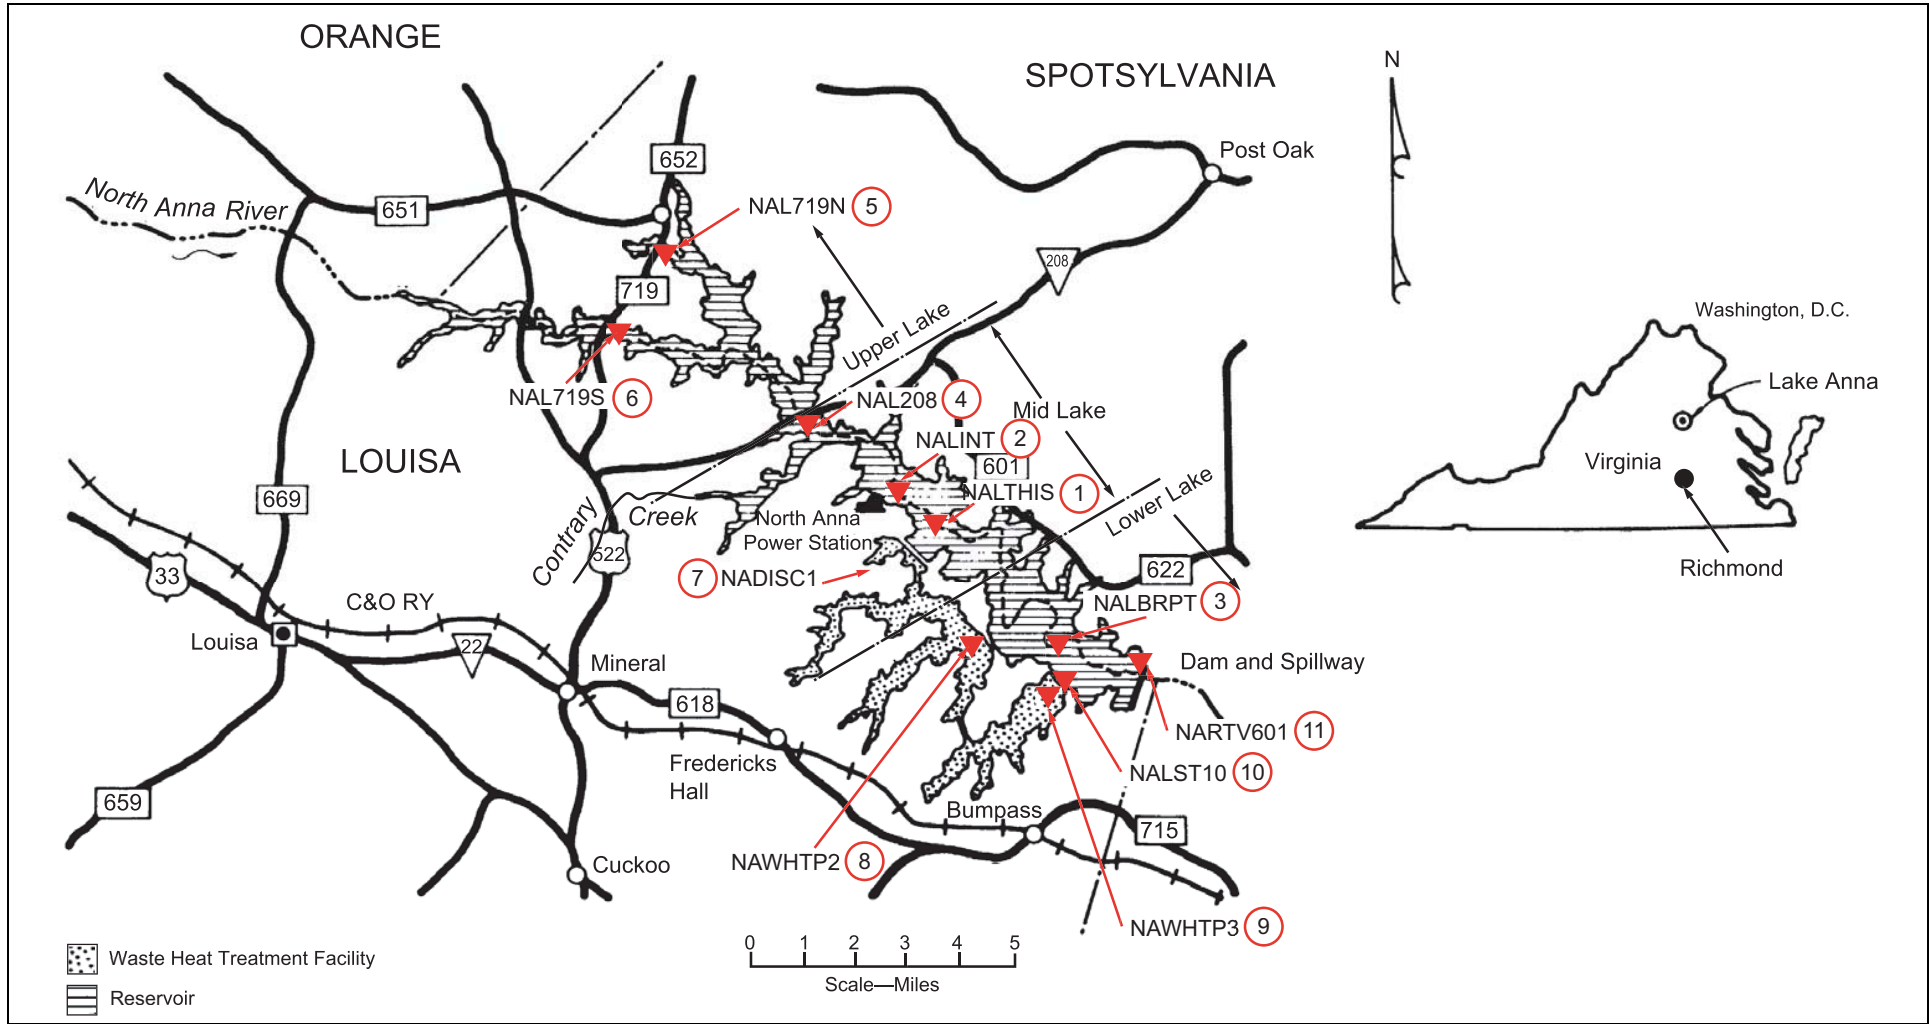 ORANGE
SPOTSYLVANIA
N
652
Post Oak
North Anna River
651
NAL719N 5
208
719
Washington, D.C.
Upper Lake
Lake Anna
NAL719S 6
NAL208 4
Mid Lake
NALINT 2
LOUISA
601
Virginia
669
NALTHIS 1
Lower Lake
Contrary
Creek
North Anna
Power Station
522
33
7 NADISC1
622
Richmond
C&O RY
NALBRPT 3
Louisa
22
Mineral
Dam and Spillway
618
NARTV601 11
Fredericks
Hall
NALST10 10
659
Bumpass
715
NAWHTP2 8
Cuckoo
NAWHTP3 9
0 1 2 3 4 5
Scale—Miles
Waste Heat Treatment Facility
Reservoir